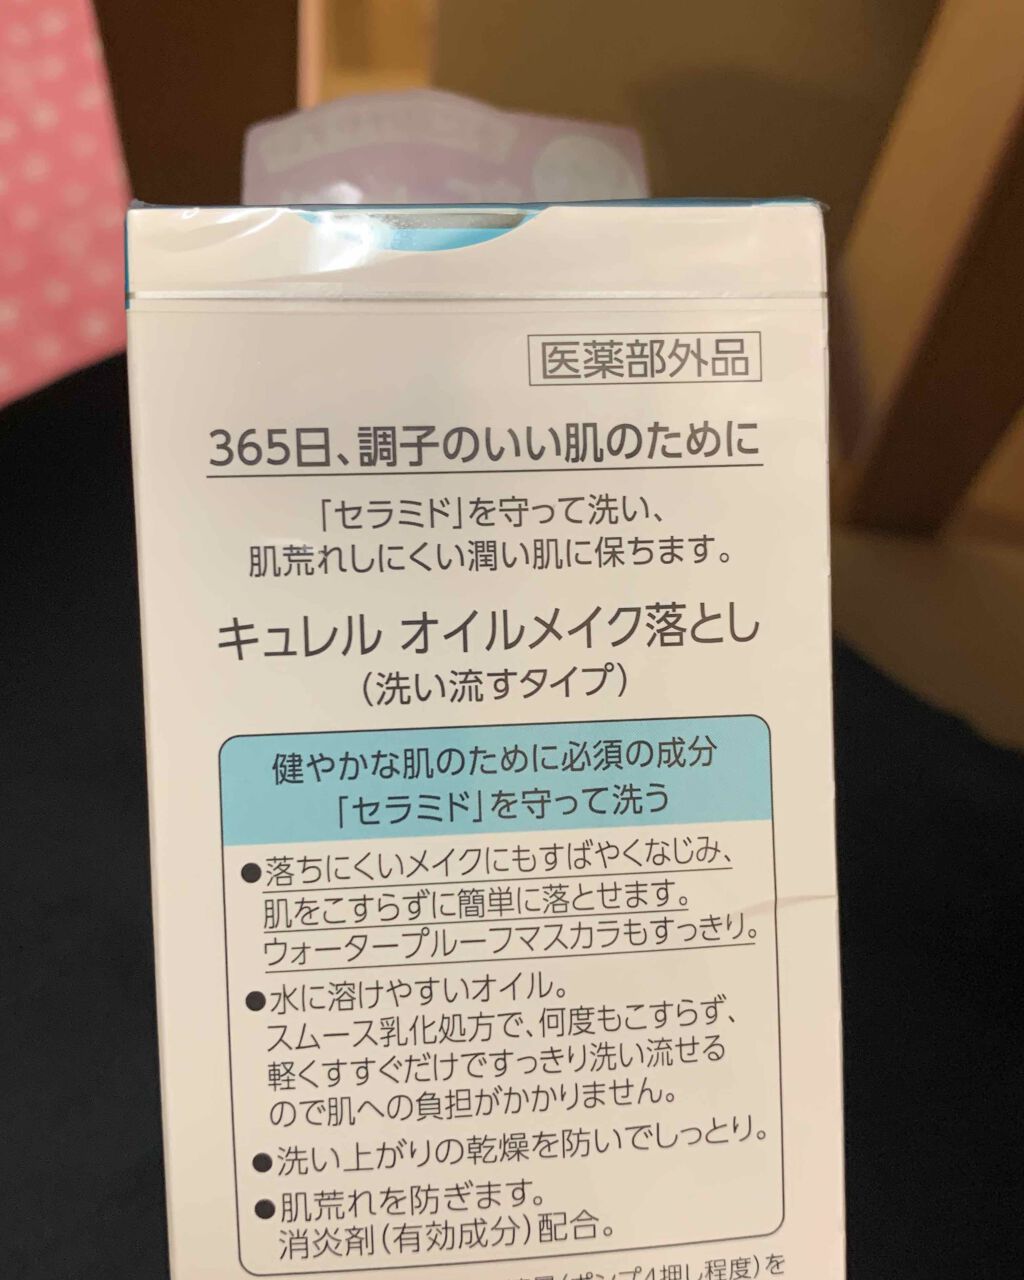 医薬部外品
365日、調子のいい肌のために
「セラミド」を守って洗い、
肌荒れしにくい潤い肌に保ちます。
キュレル オイルメイク落とし
(洗い流すタイプ)
健やかな肌のために必須の成分
「セラミド」を守って洗う
●落ちにくいメイクにもすばやくなじみ、
肌をこすらずに簡単に落とせます。
ウォータープルーフマスカラもすっきり。
●水に溶けやすいオイル。
スムース乳化処方で、何度もこすらず、
軽くすすぐだけですっきり洗い流せる
ので肌への負担がかかりません。
●洗い上がりの乾燥を防いでしっとり。
●肌荒れを防ぎます。
消炎剤(有効成分)配合。
(ポンプ4押し程度)を